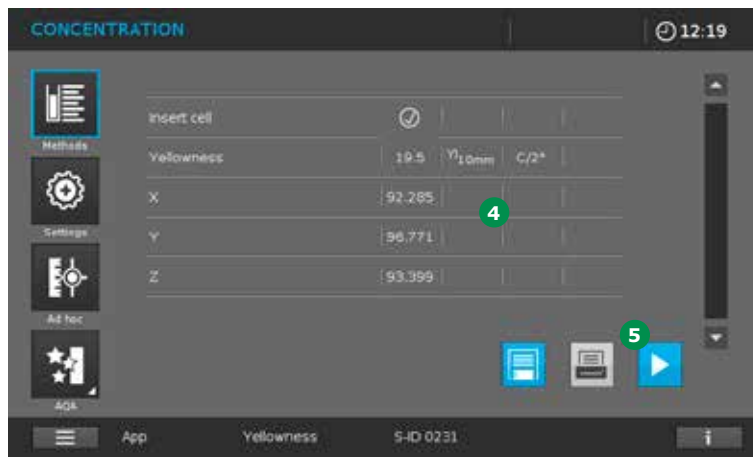 CONCENTRATION 12:19
Methods
Insert cell
Yellowness 19.5 YI10mm C/2°
Settings
X 92.285
4
Y 96.771
Z 93.399
Ad hoc
5
AQA
App Yellowness S-ID 0231 i